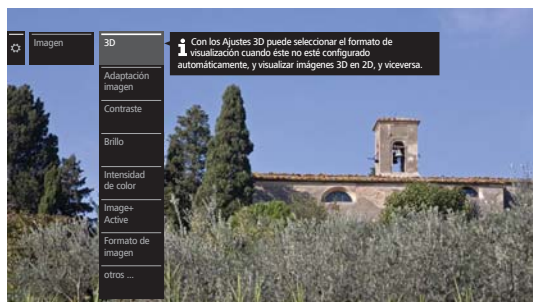 Imagen
3D
Adaptación
imagen
Contraste
Brillo
Intensidad
de color
Image+
Active
Formato de
imagen
otros ...
Con los Ajustes 3D puede seleccionar el formato de
visualización cuando éste no esté configurado
automáticamente, y visualizar imágenes 3D en 2D, y viceversa.